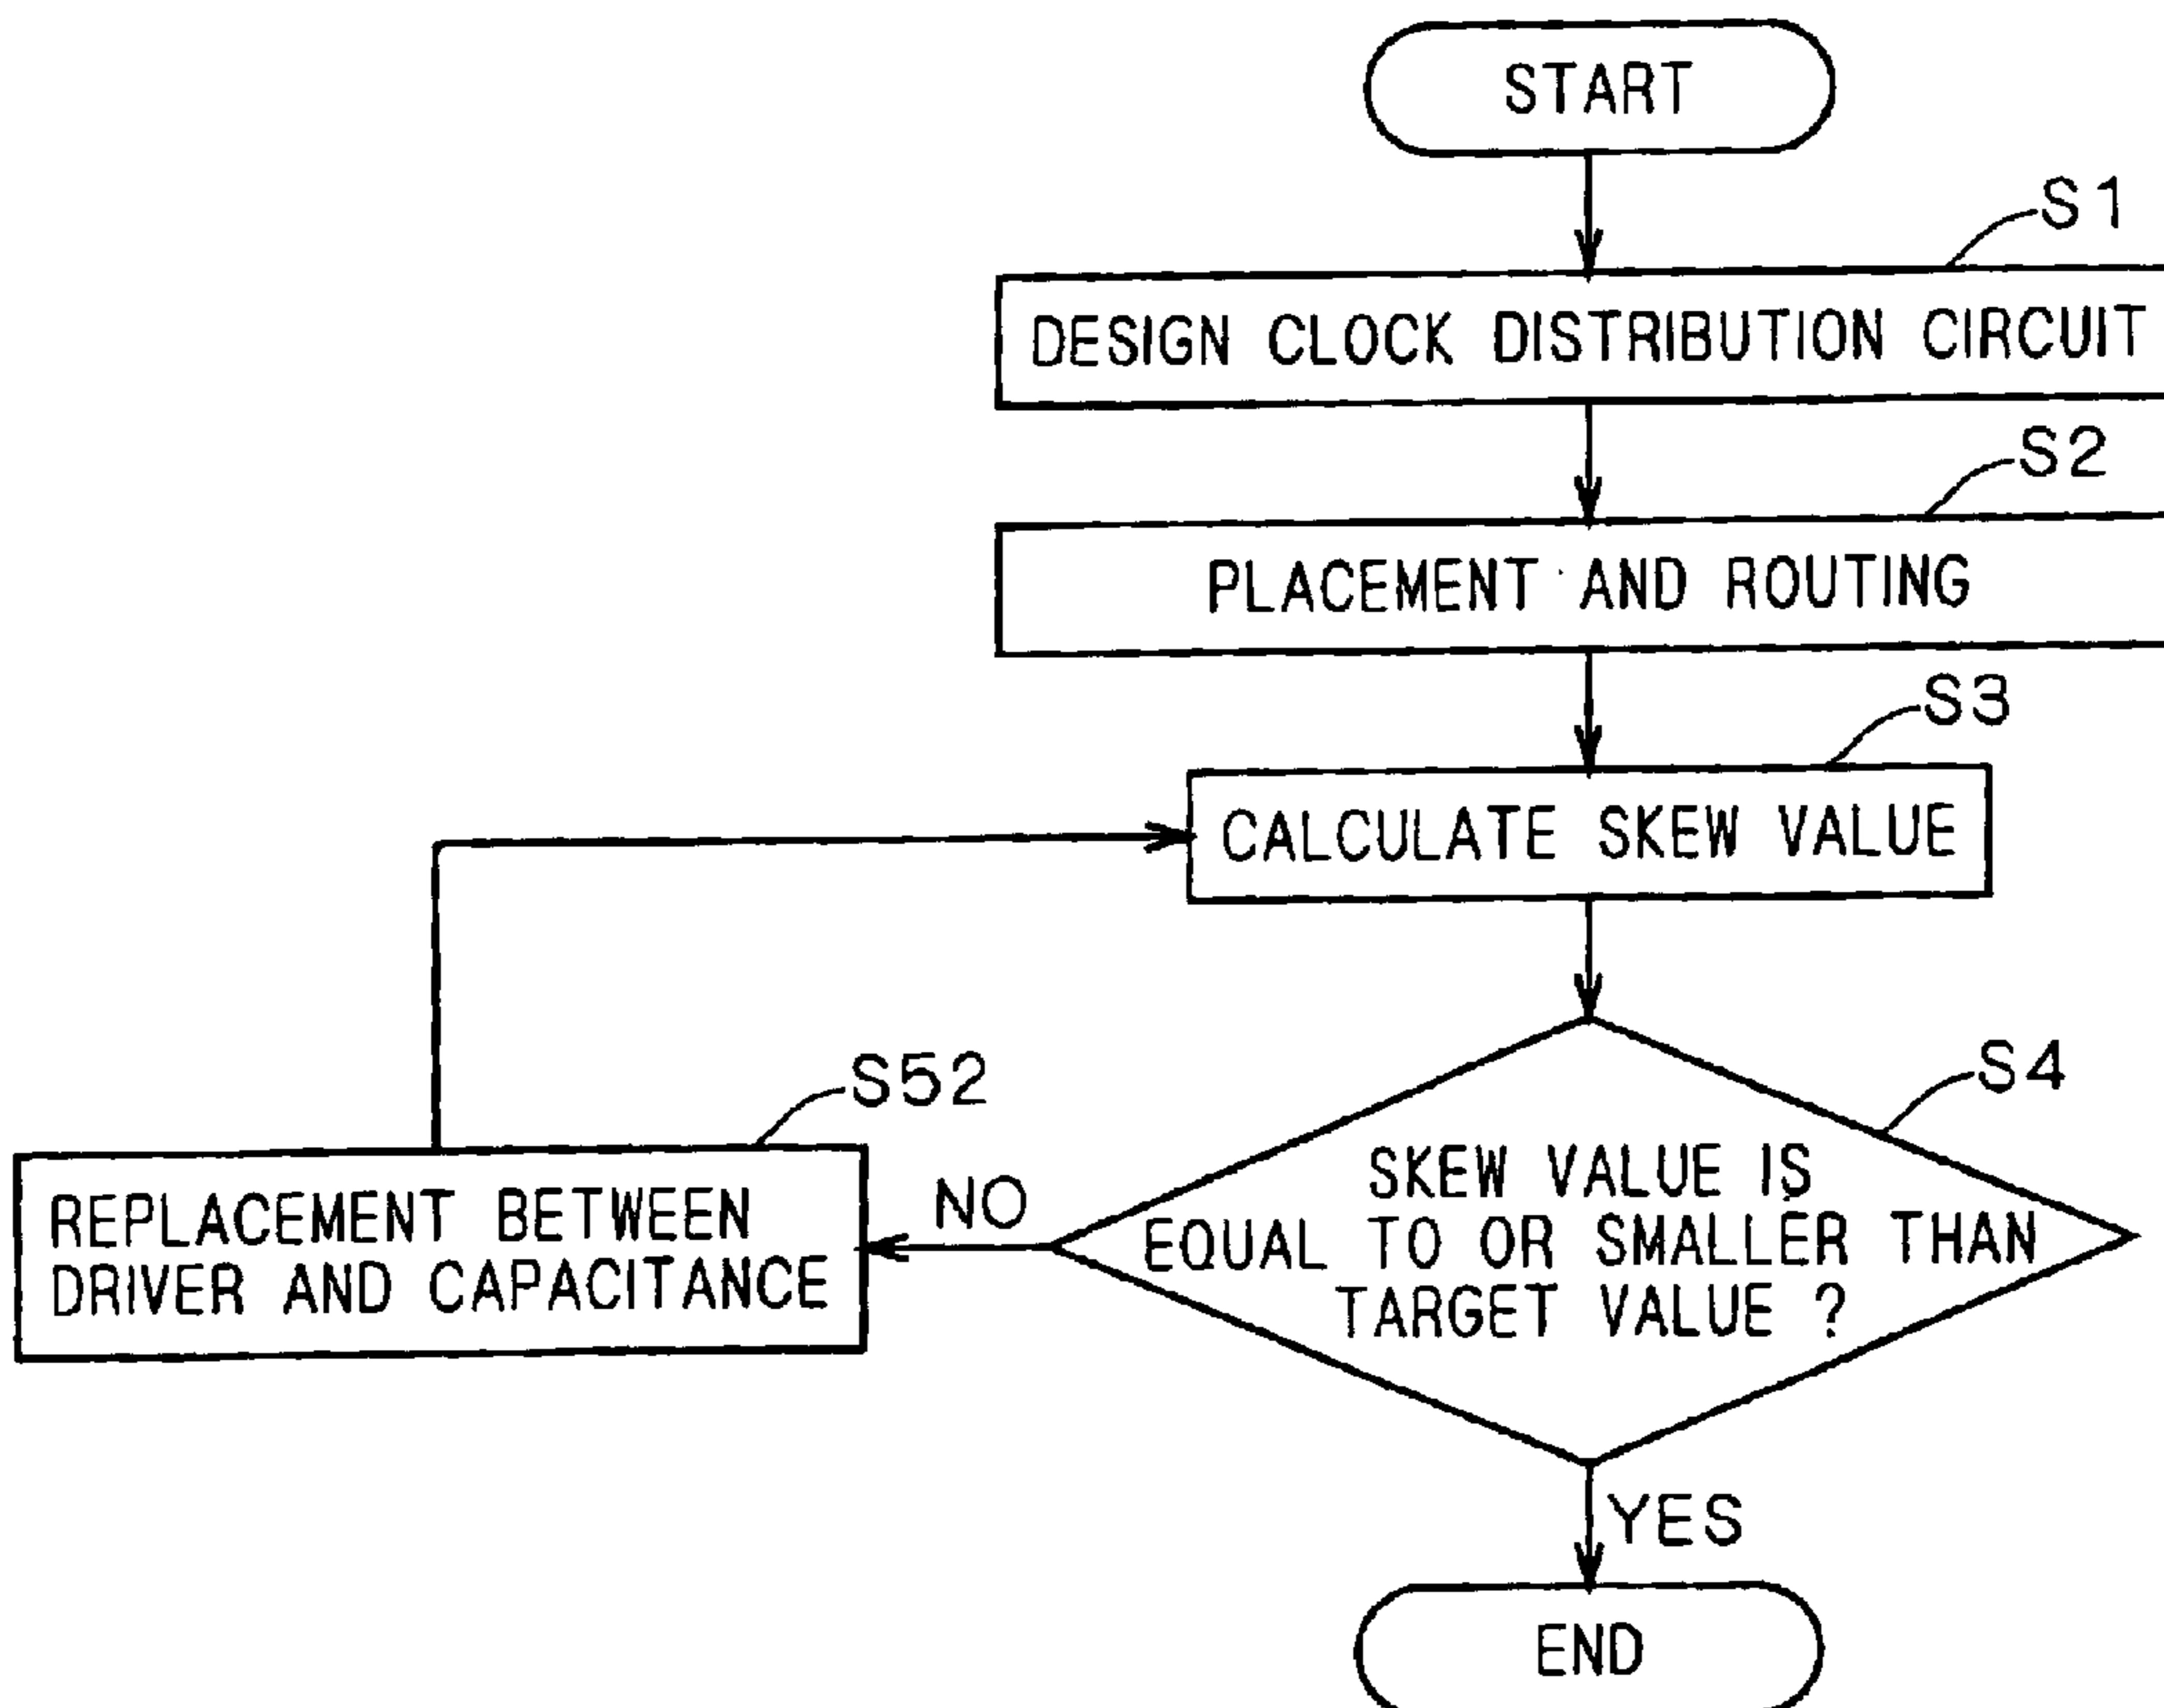 START
S1
DESIGN CLOCK DISTRIBUTION CIRCUIT
S2
PLACEMENT AND ROUTING
S3
CALCULATE SKEW VALUE
S4
SKEW VALUE IS
EQUAL TO OR SMALLER THAN
TARGET VALUE ?
NO
S52
REPLACEMENT BETWEEN
DRIVER AND CAPACITANCE
YES
END